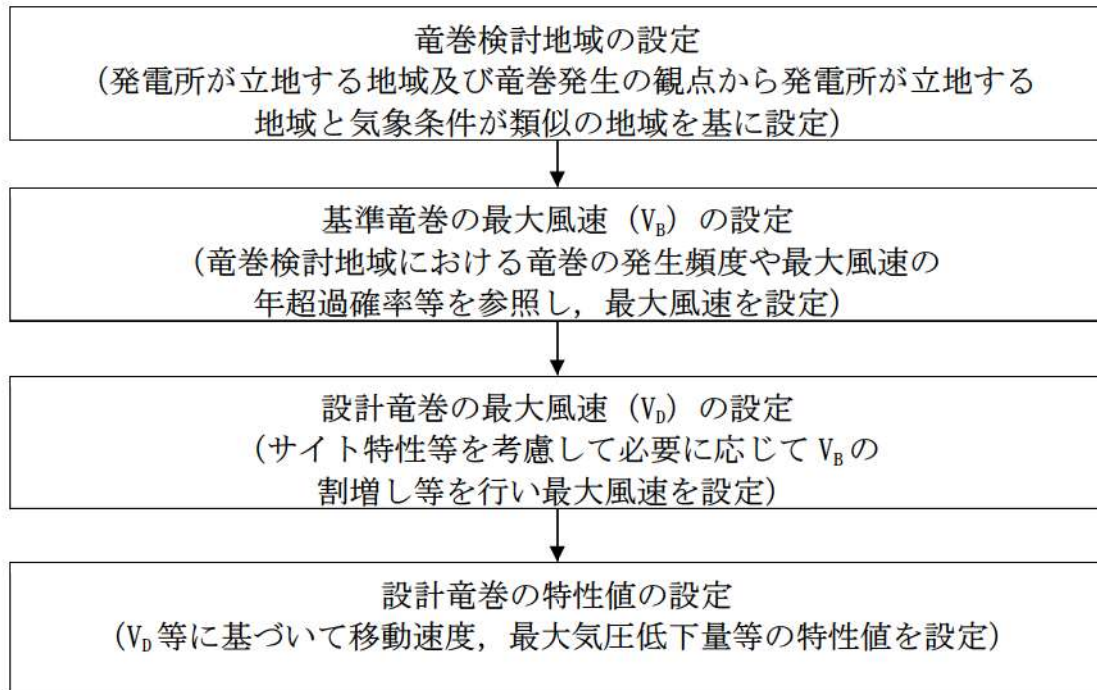 竜巻検討地域の設定
(発電所が立地する地域及び竜巻発生の観点から発電所が立地する
地域と気象条件が類似の地域を基に設定)
基準竜巻の最大風速(V_B)の設定
(竜巻検討地域における竜巻の発生頻度や最大風速の
年超過確率等を参照し，最大風速を設定)
設計竜巻の最大風速(V_D)の設定
(サイト特性等を考慮して必要に応じて V_B の
割増し等を行い最大風速を設定)
設計竜巻の特性値の設定
(V_D 等に基づいて移動速度，最大気圧低下量等の特性値を設定)